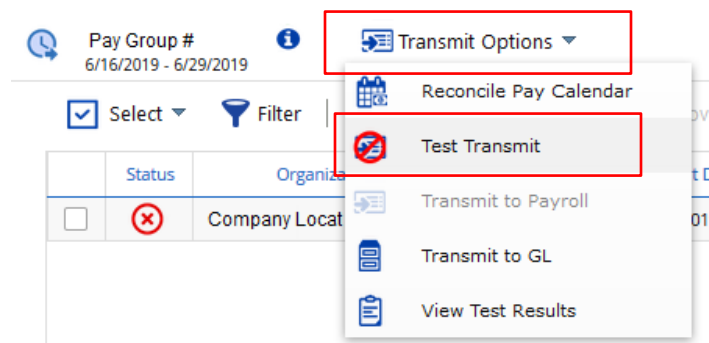 Pay Group #
6/16/2019 - 6/29/2019
Transmit Options
Select
Filter
Reconcile Pay Calendar
Test Transmit
Transmit to Payroll
Transmit to GL
View Test Results
Status
Company